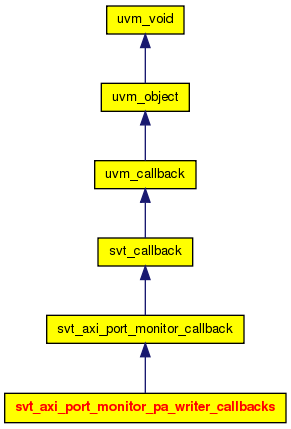 uvm_void
uvm_object
uvm_callback
svt_callback
svt_axi_port_monitor_callback
svt_axi_port_monitor_pa_writer_callbacks